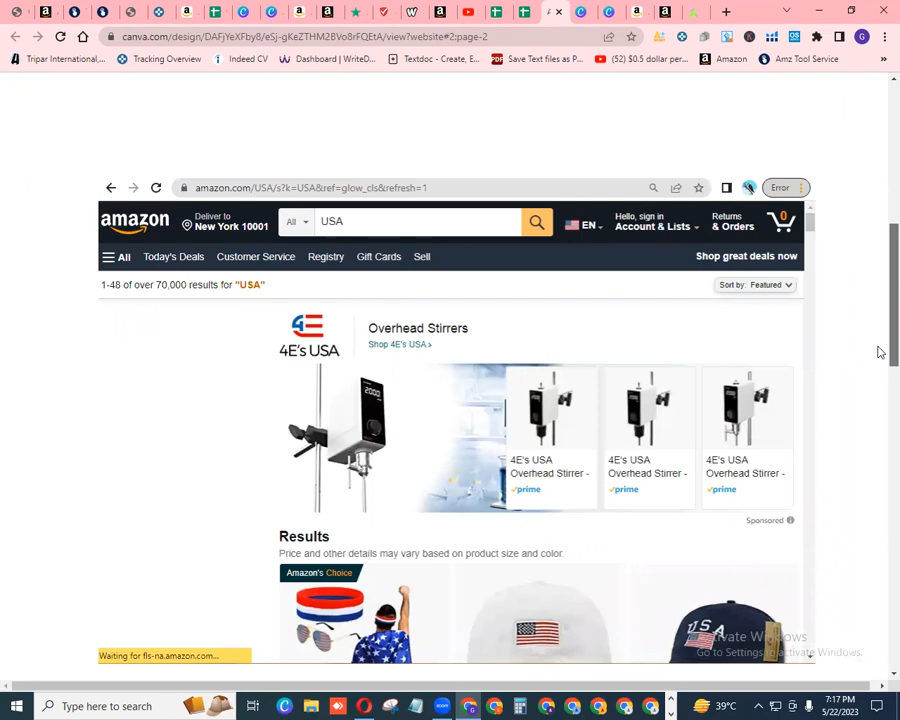 canva.com/design/DAFjYeXFby8/eSj-gKeZTHM2BVo8rFQEtA/view?website#2:page-2
Tripar International,...
Tracking Overview
Indeed CV
Dashboard | WriteD...
Textdoc - Create, E...
Save Text files as P...
(52) $0.5 dollar per...
Amazon
Amz Tool Service
amazon.com/USA/s?k=USA&ref=glow_cls&refresh=1
Error
amazon
Deliver to
New York 10001
All
USA
EN
Hello, sign in
Account & Lists
Returns
& Orders
0
All
Today's Deals
Customer Service
Registry
Gift Cards
Sell
Shop great deals now
1-48 of over 70,000 results for "USA"
Sort by: Featured
4E's USA
Overhead Stirrers
Shop 4E's USA
2000
4E's USA
Overhead Stirrer -
prime
4E's USA
Overhead Stirrer -
prime
4E's USA
Overhead Stirrer -
prime
Sponsored
Results
Price and other details may vary based on product size and color.
Amazon's Choice
USA
Activate Windows
Go to Settings to activate Windows.
Waiting for fls-na.amazon.com...
Type here to search
39°C
7:17 PM
5/22/2023